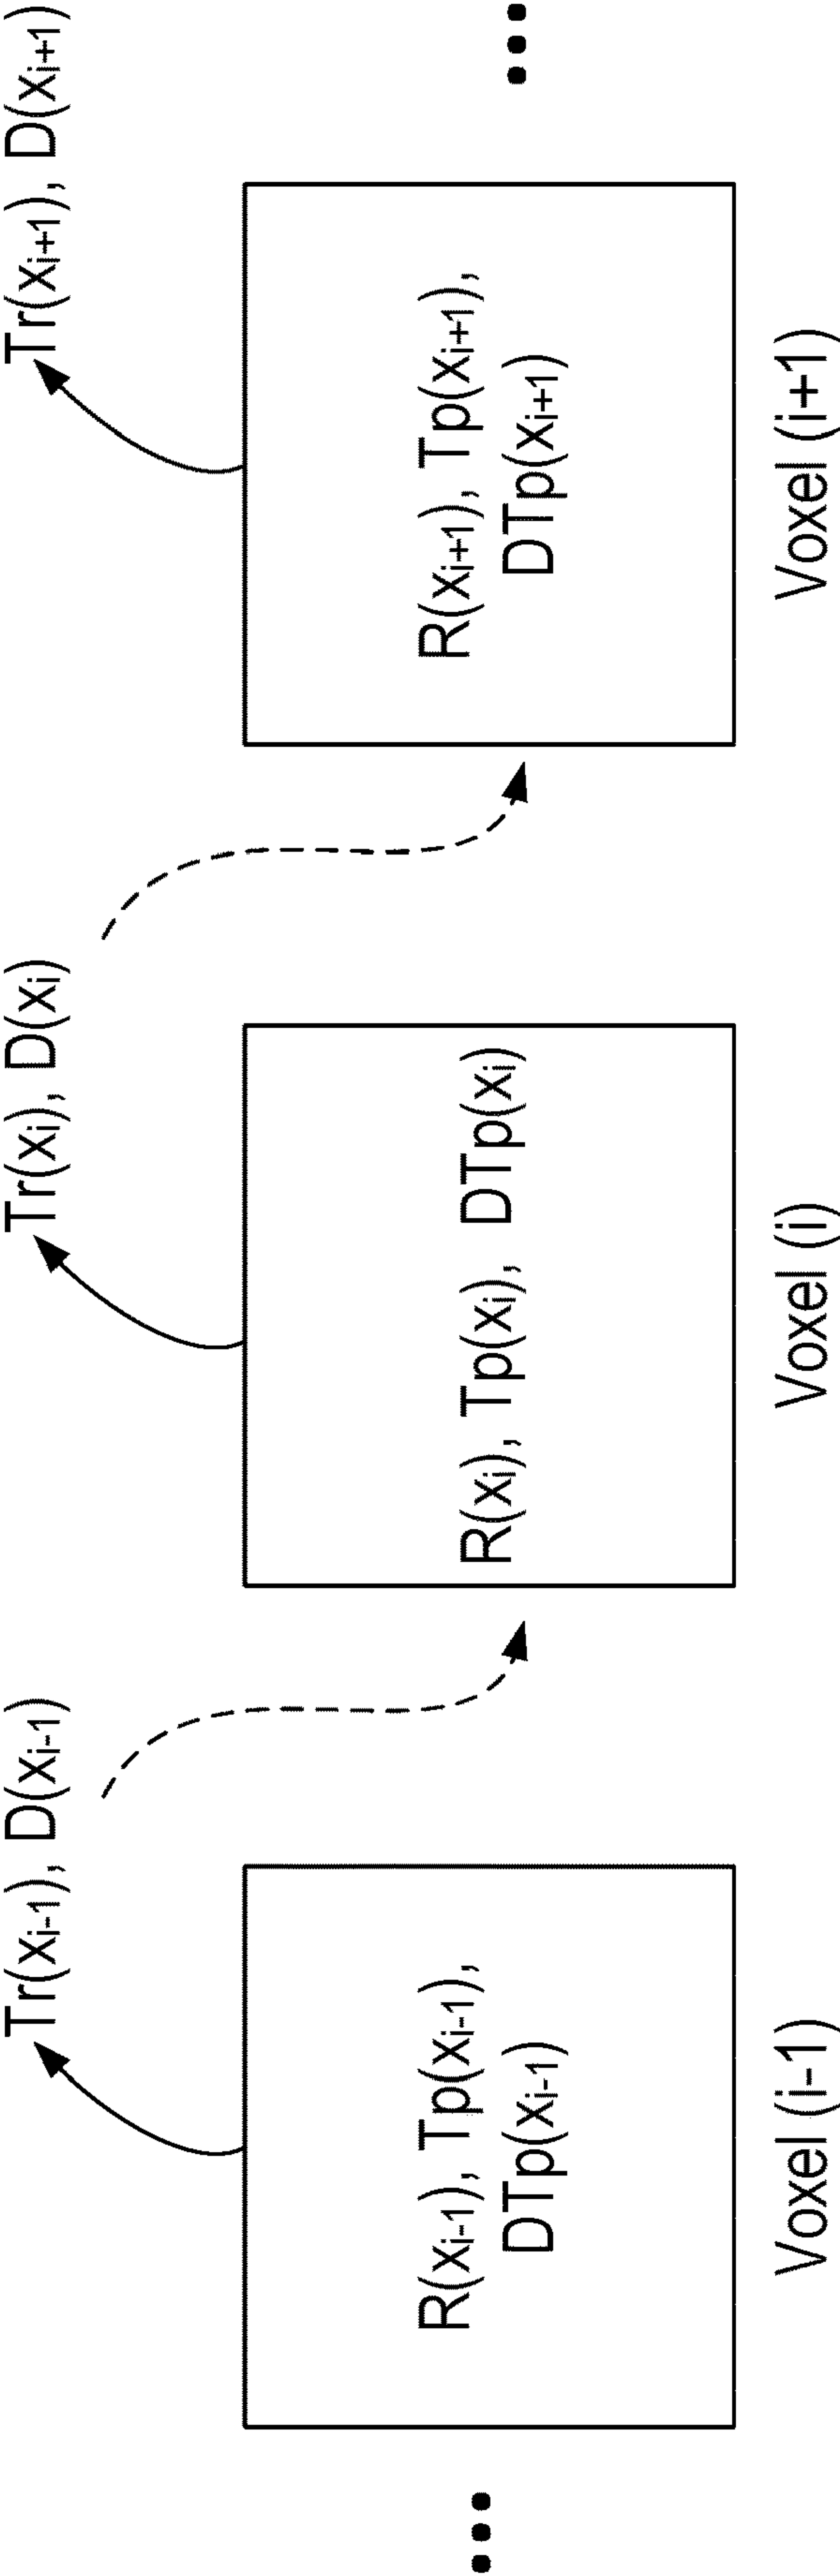 Tr(xi-1), D(xi-1)
Tr(xi), D(xi)
Tr(xi+1), D(xi+1)
R(xi-1), Tp(xi-1),
DTp(xi-1)
R(xi), Tp(xi), DTp(xi)
R(xi+1), Tp(xi+1),
DTp(xi+1)
Voxel (i-1)
Voxel (i)
Voxel (i+1)